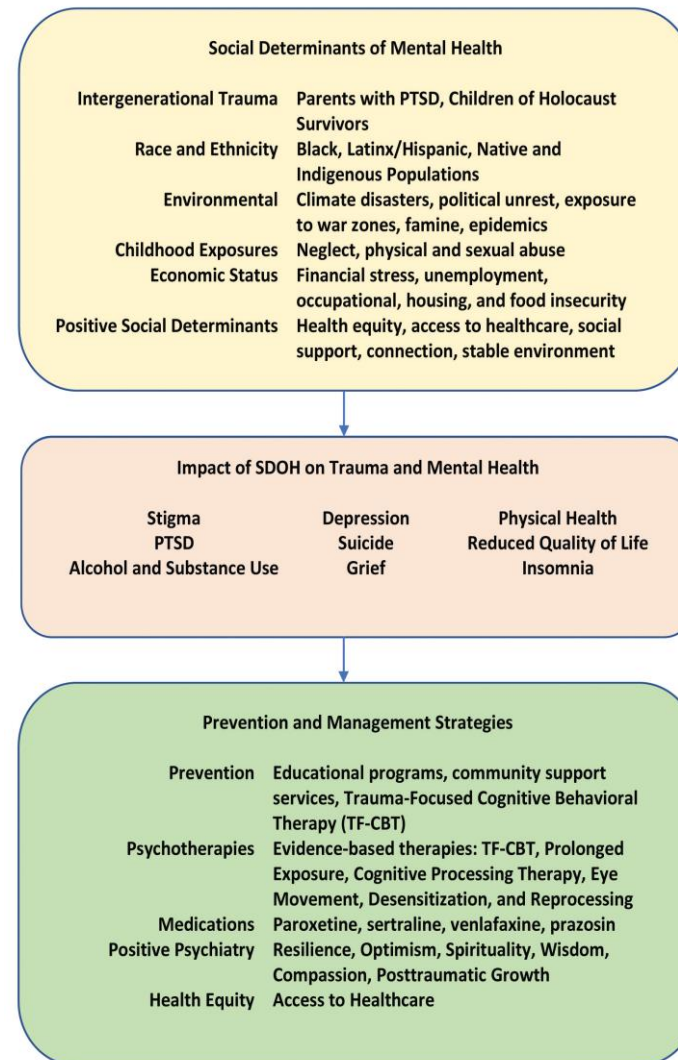 Social Determinants of Mental Health
Intergenerational Trauma Parents with PTSD, Children of Holocaust
Survivors
Race and Ethnicity Black, Latinx/Hispanic, Native and
Indigenous Populations
Environmental Climate disasters, political unrest, exposure
to war zones, famine, epidemics
Childhood Exposures Neglect, physical and sexual abuse
Economic Status Financial stress, unemployment,
occupational, housing, and food insecurity
Positive Social Determinants Health equity, access to healthcare, social
support, connection, stable environment
Impact of SDOH on Trauma and Mental Health
Stigma Depression Physical Health
PTSD Suicide Reduced Quality of Life
Alcohol and Substance Use Grief Insomnia
Prevention and Management Strategies
Prevention Educational programs, community support
services, Trauma-Focused Cognitive Behavioral
Therapy (TF-CBT)
Psychotherapies Evidence-based therapies: TF-CBT, Prolonged
Exposure, Cognitive Processing Therapy, Eye
Movement, Desensitization, and Reprocessing
Medications Paroxetine, sertraline, venlafaxine, prazosin
Positive Psychiatry Resilience, Optimism, Spirituality, Wisdom,
Compassion, Posttraumatic Growth
Health Equity Access to Healthcare